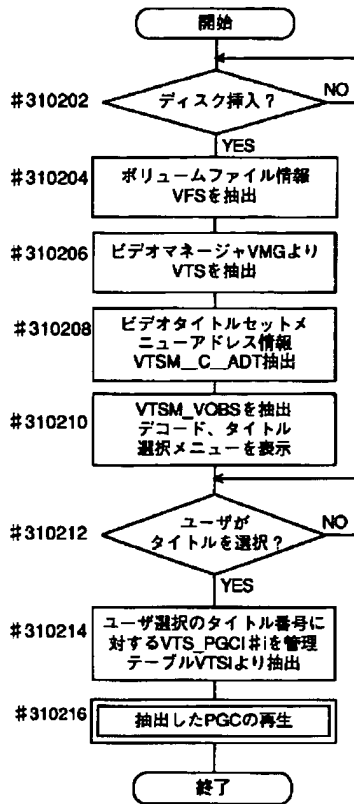 開始
#310202
ディスク挿入?
NO
YES
#310204
ボリュームファイル情報
VFSを抽出
#310206
ビデオマネージャVMGより
VTSを抽出
#310208
ビデオタイトルセットメ
ニューアドレス情報
VTSM__C__ADT抽出
#310210
VTSM_VOBSを抽出
デコード、タイトル
選択メニューを表示
#310212
ユーザが
タイトルを選択?
NO
YES
#310214
ユーザ選択のタイトル番号に
対するVTS_PGCI#iを管理
テーブルVTSIより抽出
#310216
抽出したPGCの再生
終了